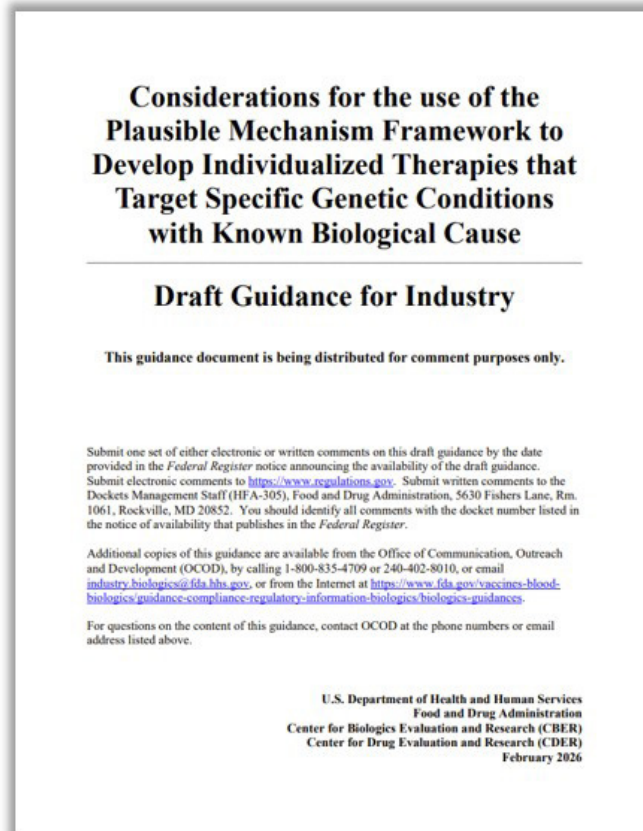 Considerations for the use of the
Plausible Mechanism Framework to
Develop Individualized Therapies that
Target Specific Genetic Conditions
with Known Biological Cause
Draft Guidance for Industry
This guidance document is being distributed for comment purposes only.
Submit one set of either electronic or written comments on this draft guidance by the date
provided in the Federal Register notice announcing the availability of the draft guidance.
Submit electronic comments to https://www.regulations.gov. Submit written comments to the
Dockets Management Staff (HFA-305), Food and Drug Administration, 5630 Fishers Lane, Rm.
1061, Rockville, MD 20852. You should identify all comments with the docket number listed in
the notice of availability that publishes in the Federal Register.
Additional copies of this guidance are available from the Office of Communication, Outreach
and Development (OCOD), by calling 1-800-835-4709 or 240-402-8010, or email
industry.biologics@fda.hhs.gov, or from the Internet at https://www.fda.gov/vaccines-blood-
biologics/guidance-compliance-regulatory-information-biologics/biologics-guidances.
For questions on the content of this guidance, contact OCOD at the phone numbers or email
address listed above.
U.S. Department of Health and Human Services
Food and Drug Administration
Center for Biologics Evaluation and Research (CBER)
Center for Drug Evaluation and Research (CDER)
February 2026